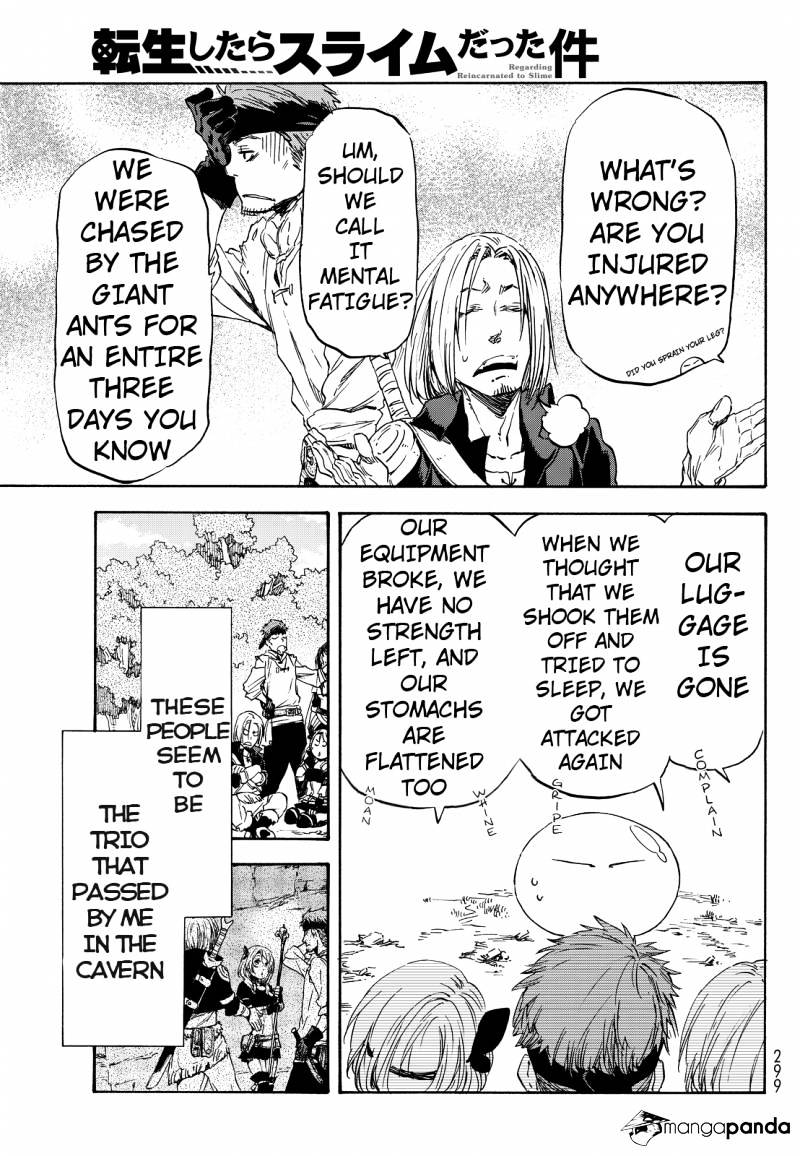 転生したらスライムだった件
Regarding
Reincarnated to Slime
WHAT'S
WRONG?
ARE YOU
INJURED
ANYWHERE?
DID YOU SPRAIN YOUR LEG?
UM,
SHOULD
WE
CALL
IT
MENTAL
FATIGUE?
WE
WERE
CHASED
BY THE
GIANT
ANTS FOR
AN ENTIRE
THREE
DAYS YOU
KNOW
OUR
LUG-
GAGE
IS
GONE
WHEN WE
THOUGHT
THAT WE
SHOOK THEM
OFF AND
TRIED TO
SLEEP, WE
GOT
ATTACKED
AGAIN
OUR
EQUIPMENT
BROKE, WE
HAVE NO
STRENGTH
LEFT, AND
OUR
STOMACHS
ARE
FLATTENED
TOO
COMPLAIN
GRIPE
WHINE
MOAN
THESE
PEOPLE
SEEM
TO
BE
THE
TRIO
THAT
PASSED
BY ME
IN THE
CAVERN
299
mangapanda